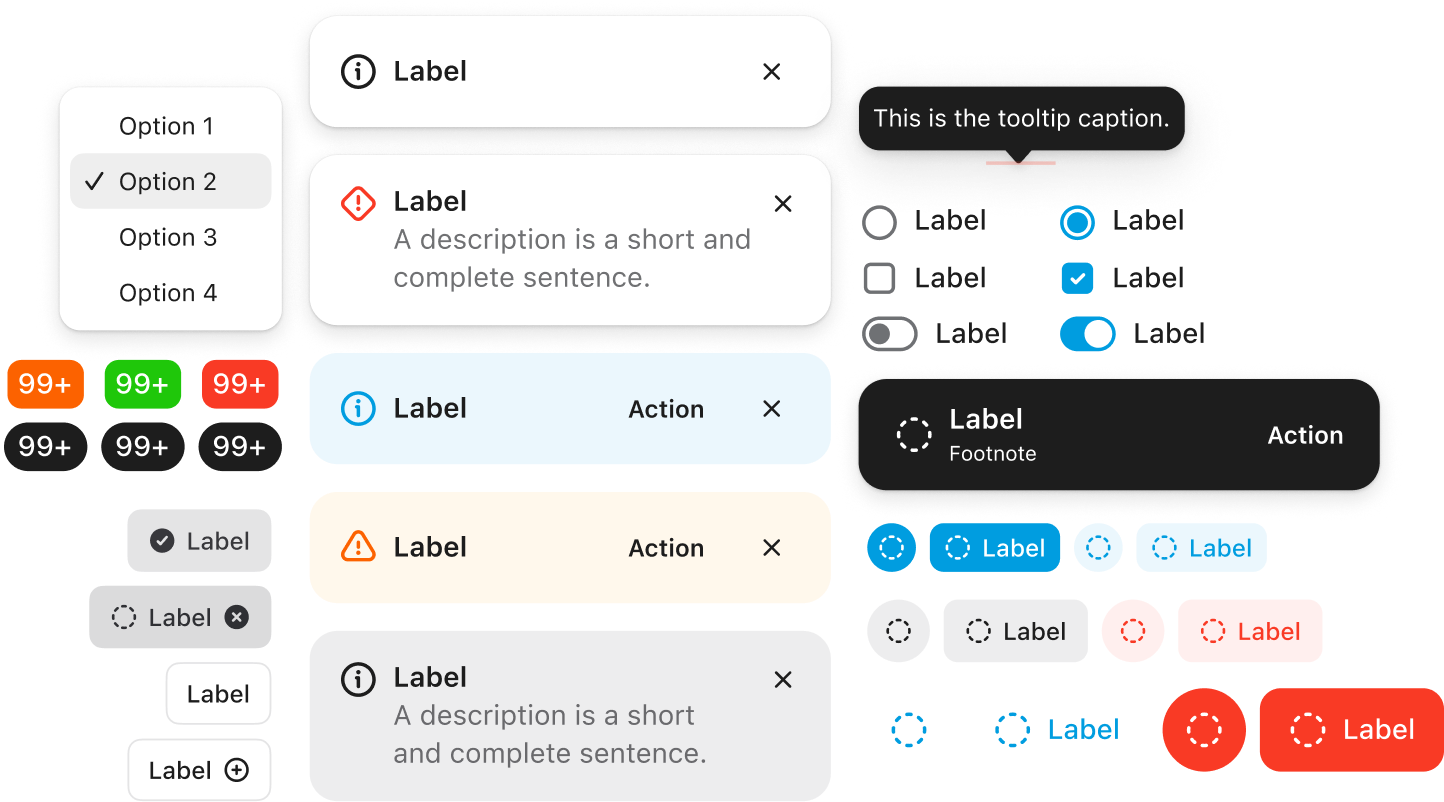 Option 1
Option 2
Option 3
Option 4
99+ 99+ 99+
99+ 99+ 99+
Label
Label
Label
Label
Label
Label
A description is a short and
complete sentence.
Label Action
Label Action
Label
A description is a short
and complete sentence.
This is the tooltip caption.
Label Label
Label Label
Label Label
Label
Footnote
Action
Label Label
Label Label
Label Label